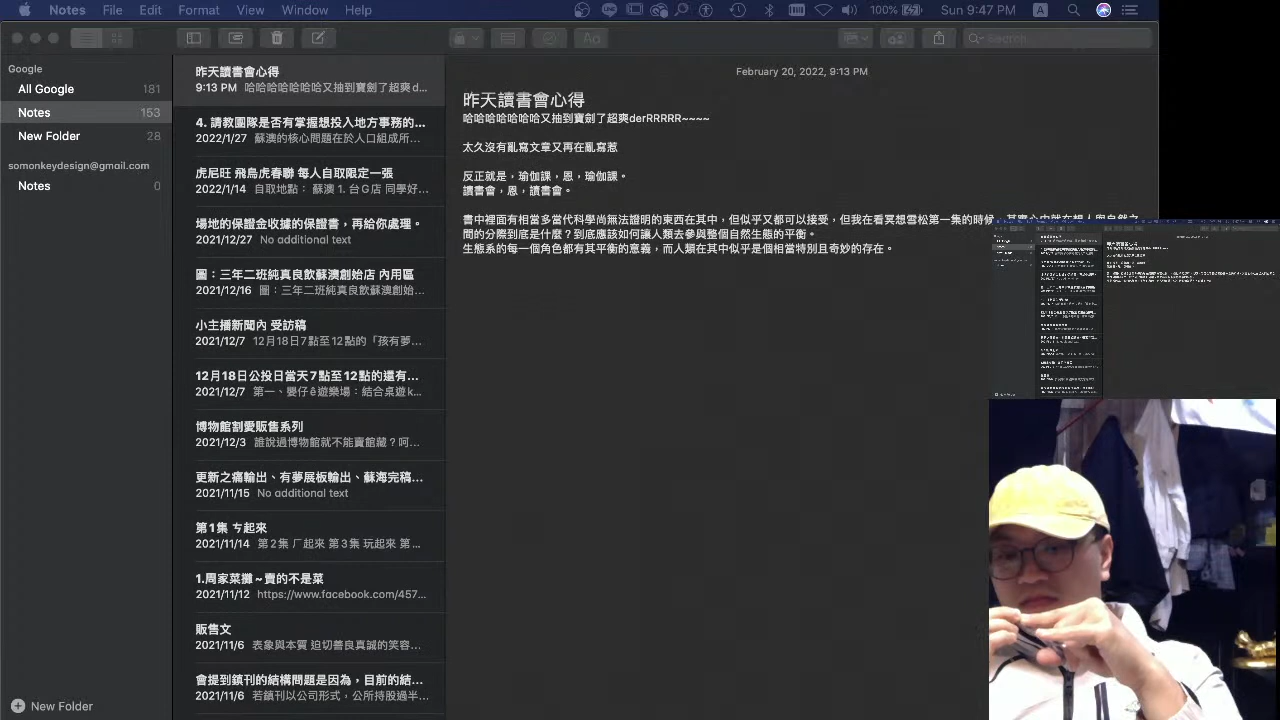 Notes File Edit Format View Window Help
100% Sun 9:47 PM A
Aa
Search
Google
All Google 181
Notes 153
New Folder 28
somonkeydesign@gmail.com
Notes 0
New Folder
昨天讀書會心得
9:13 PM 哈哈哈哈哈哈哈又抽到寶劍了超爽d...
4. 請教團隊是否有掌握想投入地方事務的...
2022/1/27 蘇澳的核心問題在於人口組成所...
虎尼旺 飛鳥虎春聯 每人自取限定一張
2022/1/14 自取地點： 蘇澳 1. 台G店 同學好...
場地的保證金收據的保證書，再給你處理。
2021/12/27 No additional text
圖：三年二班純真年代飲料漢創始店 古早區
2021/12/16 圖：三年二班純真年代蘇澳創始...
小主播新聞內 受訪稿
2021/12/7 12月18日7點至12點的「孩有夢...
12月18日公投日當天7點至12點的還有...
2021/12/7
博物館割愛販售系列
2021/12/3 誰說過博物館就不能賣館藏？呵...
更新之痛輸出、有夢展板輸出、蘇海完稿...
2021/11/15 No additional text
第1集 ㄘ起來
2021/11/14 第2集 ㄏ起來 第3集 玩起來 第...
1.周家菜攤~賣的不是菜
2021/11/12 https://www.facebook.com/457...
販售文
2021/11/6 表象與本質 迫切善良真誠的笑容...
會提到鎮刊的結構問題是因為，目前的結...
2021/11/6 若鎮刊以公司形式，公所持股過半...
February 20, 2022, 9:13 PM
昨天讀書會心得
哈哈哈哈哈哈哈又抽到寶劍了超爽derRRRRR~~~~
太久沒有亂寫文章又再在亂寫惹
反正就是，瑜伽課，恩，瑜伽課。
讀書會，恩，讀書會。
書中裡面有相當多當代科學尚無法證明的東西在其中，但似乎又都可以接受，但我在看冥想雪松第一集的時候，其實心中就在想人與自然之
間的分際到底是什麼？到底應該如何讓人類去參與整個自然生態的平衡。
生態系的每一個角色都有其平衡的意義，而人類在其中似乎是個相當特別且奇妙的存在。